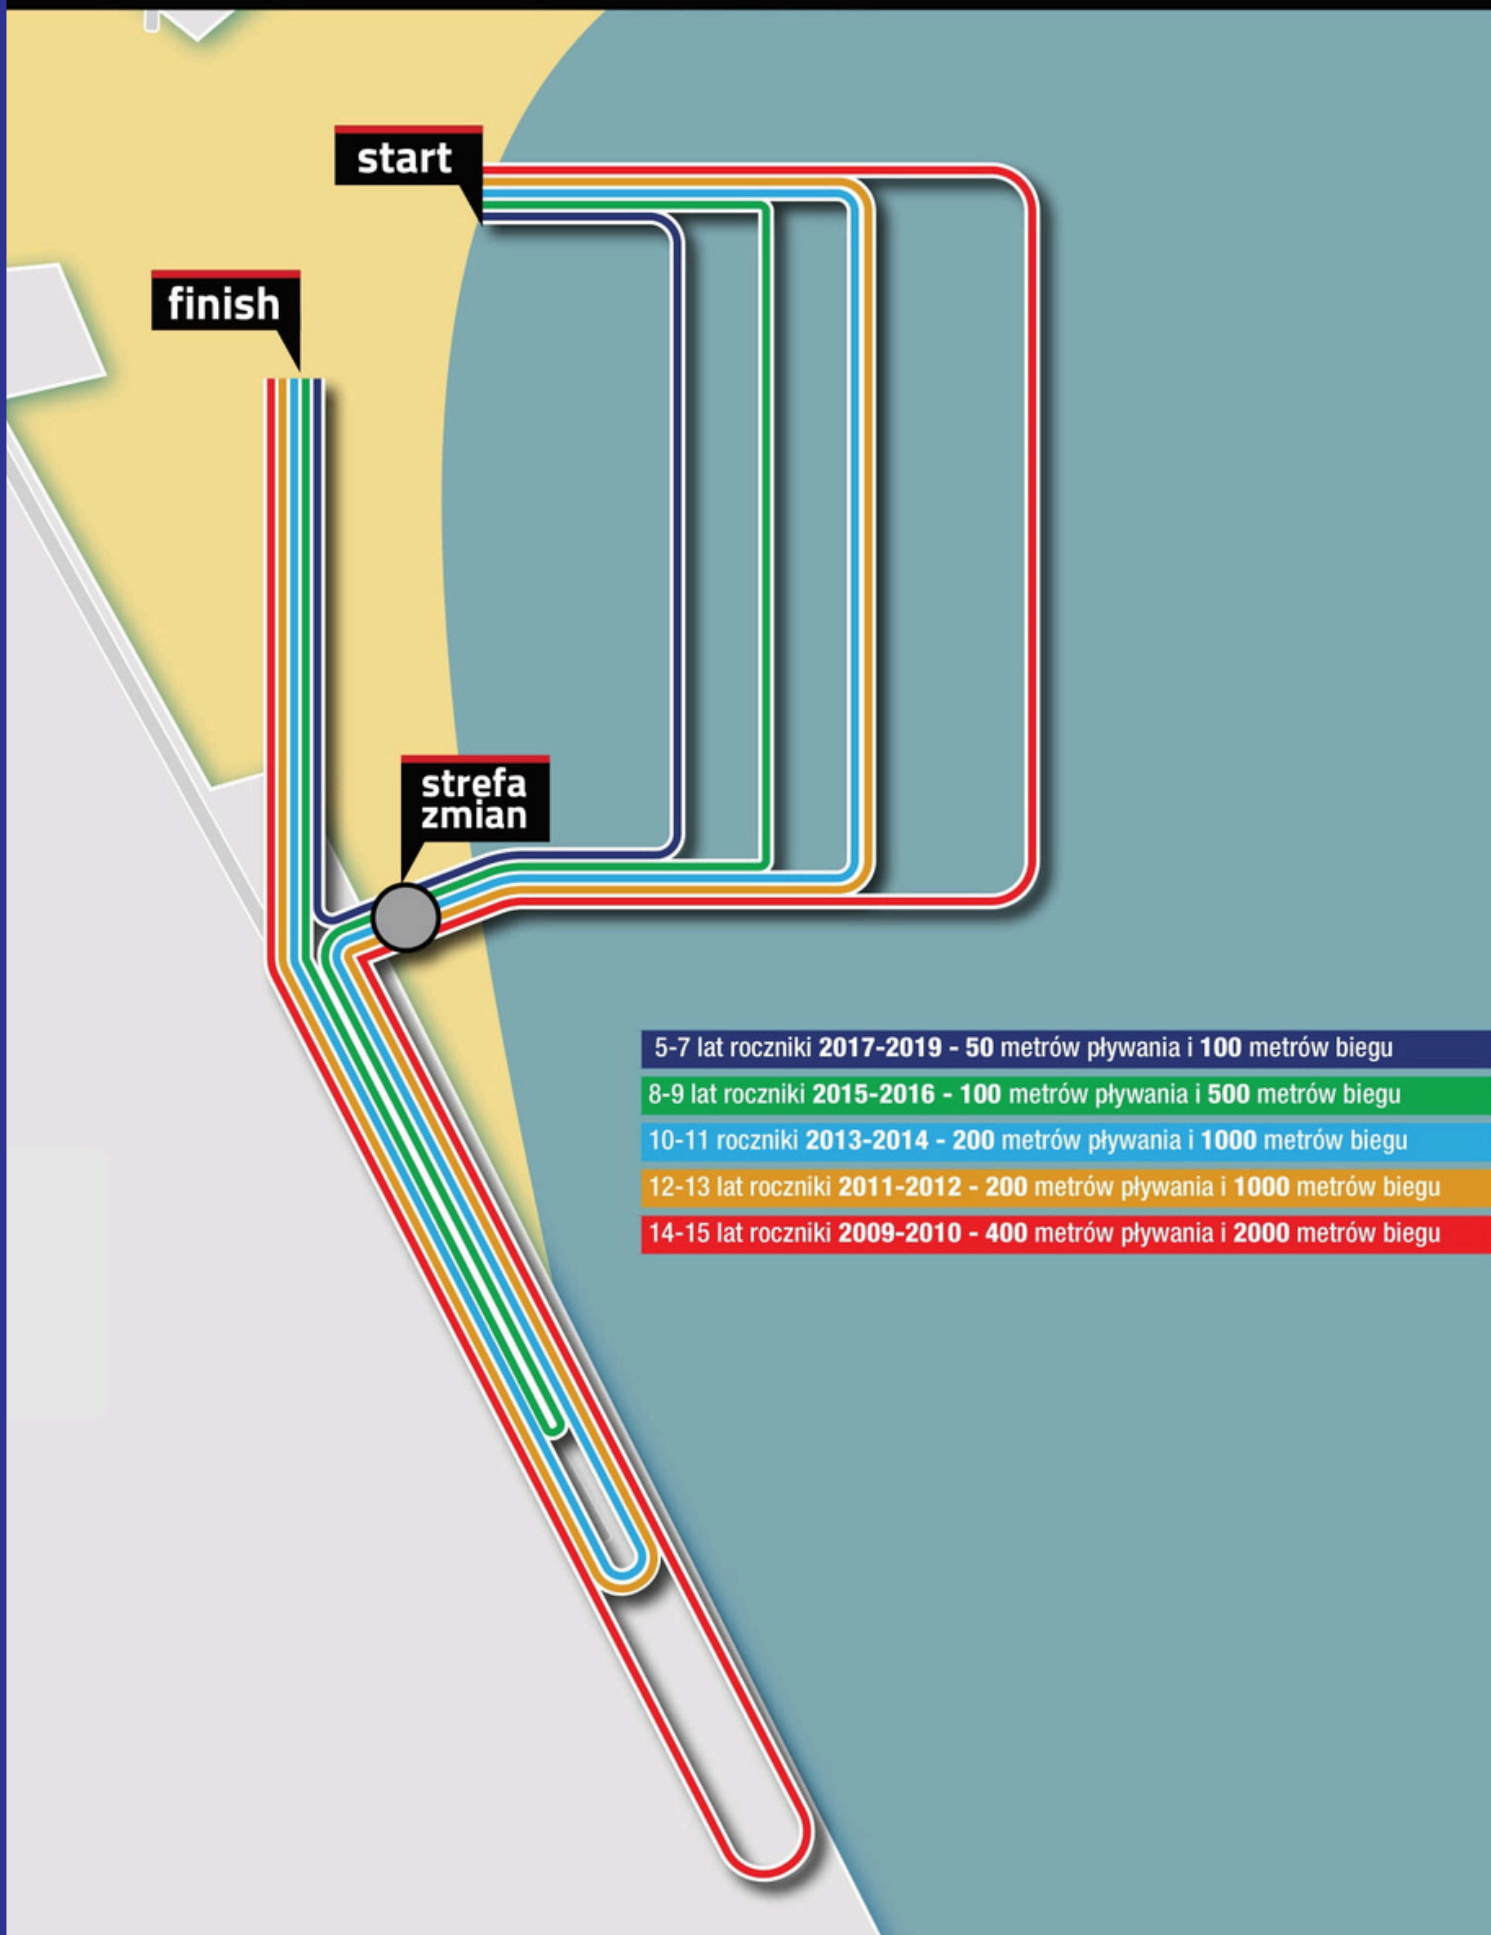 start
finish
strefa
zmian
5-7 lat roczniki 2017-2019 - 50 metrów pływania i 100 metrów biegu
8-9 lat roczniki 2015-2016 - 100 metrów pływania i 500 metrów biegu
10-11 roczniki 2013-2014 - 200 metrów pływania i 1000 metrów biegu
12-13 lat roczniki 2011-2012 - 200 metrów pływania i 1000 metrów biegu
14-15 lat roczniki 2009-2010 - 400 metrów pływania i 2000 metrów biegu